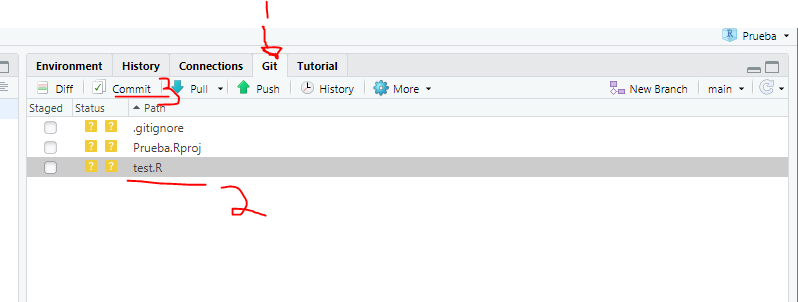 1
R Prueba
Environment History Connections Git Tutorial
Diff Commit 3 Pull Push History More New Branch main
Staged Status Path
? ? .gitignore
? ? Prueba.Rproj
? ? test.R
2